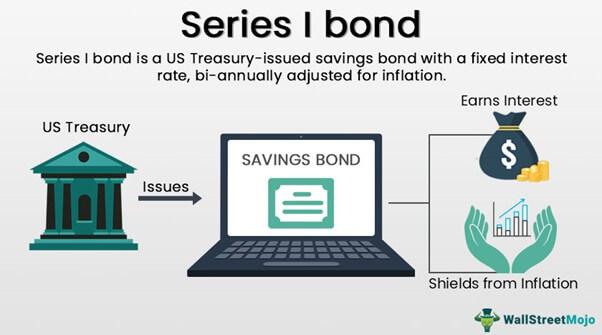 Series I bond
Series I bond is a US Treasury-issued savings bond with a fixed interest
rate, bi-annually adjusted for inflation.
Earns Interest
US Treasury
SAVINGS BOND
$
Issues
Shields from Inflation
WallStreetMojo